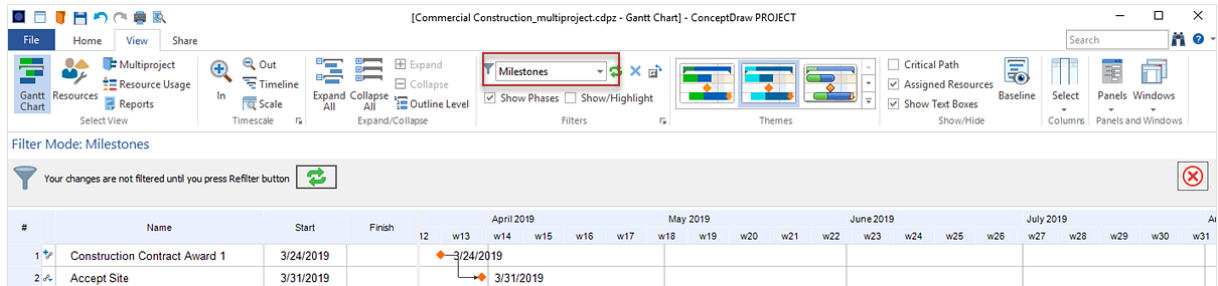 [Commercial Construction_multiproject.cdpz - Gantt Chart] - ConceptDraw PROJECT
File Home View Share Search
Gantt Chart
Resources
Multiproject
Resource Usage
Reports
Select View
In
Out
Timeline
Scale
Timescale
Expand All
Collapse All
Expand
Collapse
Outline Level
Expand/Collapse
Milestones
Show Phases Show/Highlight
Filters
Themes
Critical Path
Assigned Resources
Show Text Boxes
Baseline
Show/Hide
Select
Columns
Panels Windows
Panels and Windows
Filter Mode: Milestones
Your changes are not filtered until you press Refilter button
# Name Start Finish
April 2019 May 2019 June 2019 July 2019 A
12 w13 w14 w15 w16 w17 w18 w19 w20 w21 w22 w23 w24 w25 w26 w27 w28 w29 w30 w31
1 Construction Contract Award 1 3/24/2019 3/24/2019
2 Accept Site 3/31/2019 3/31/2019